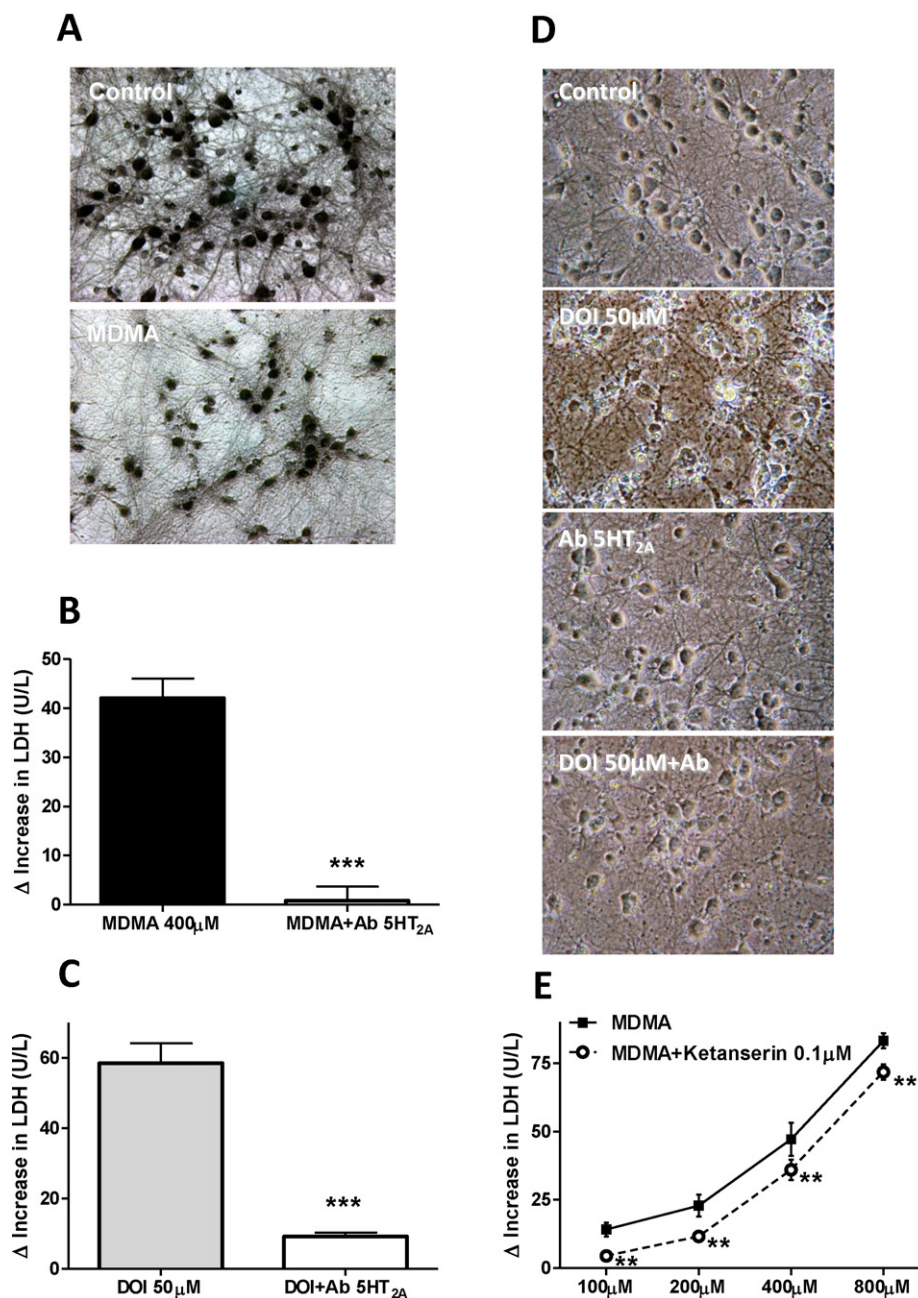 A
Control
MDMA
B
Δ Increase in LDH (U/L)
50
40
30
20
10
0
***
MDMA 400μM
MDMA+Ab 5HT2A
C
Δ Increase in LDH (U/L)
60
40
20
0
***
DOI 50μM
DOI+Ab 5HT2A
D
Control
DOI 50μM
Ab 5HT2A
DOI 50μM+Ab
E
MDMA
MDMA+Ketanserin 0.1μM
Δ Increase in LDH (U/L)
75
50
25
0
**
**
**
**
100μM
200μM
400μM
800μM